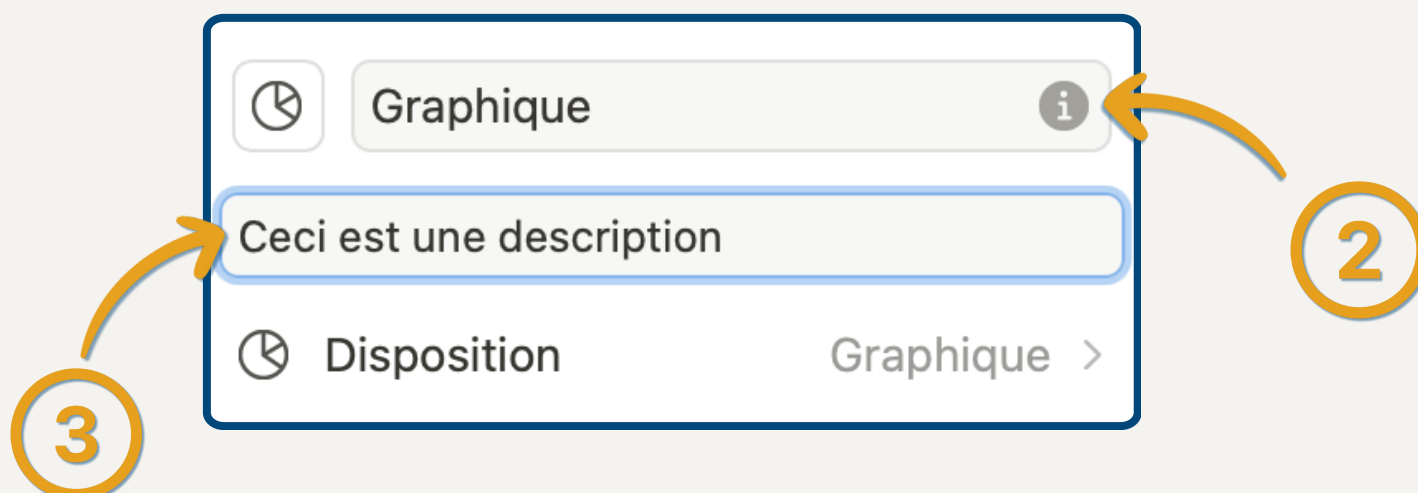 Graphique
2
Ceci est une description
Disposition Graphique
3